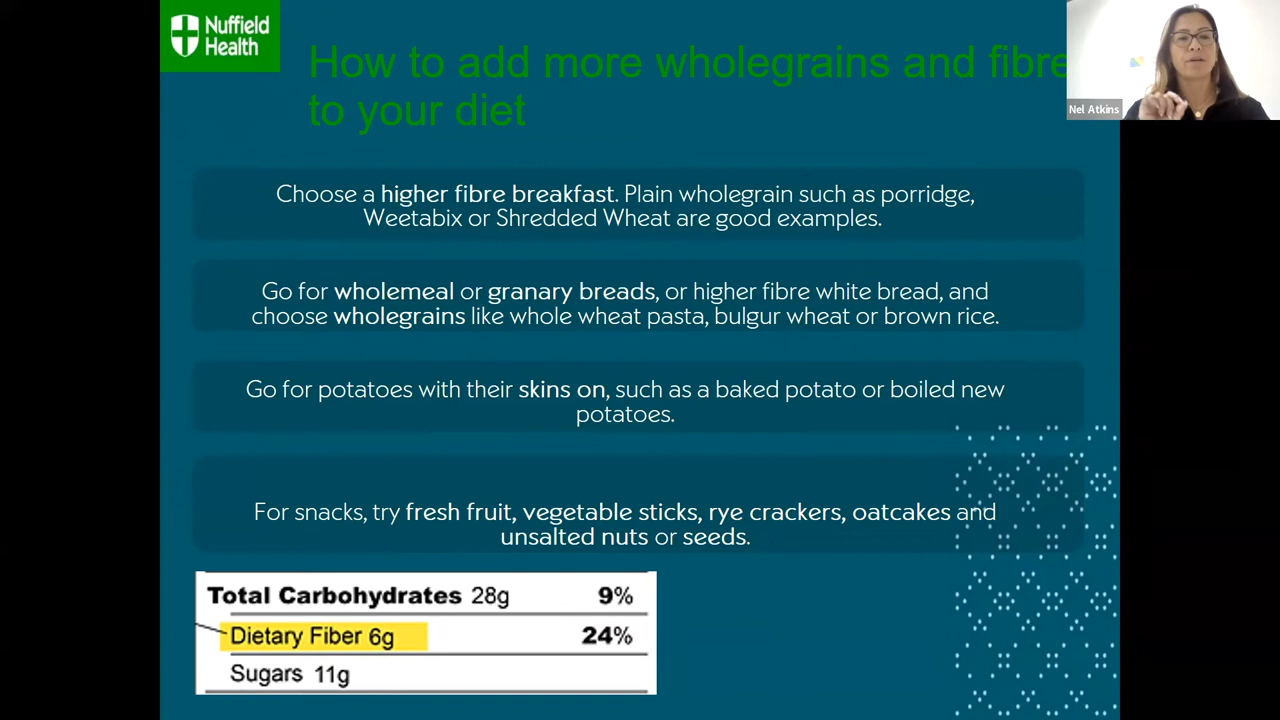 Nuffield
Health
How to add more wholegrains and fibre
to your diet
Nel Atkins
Choose a higher fibre breakfast. Plain wholegrain such as porridge,
Weetabix or Shredded Wheat are good examples.
Go for wholemeal or granary breads, or higher fibre white bread, and
choose wholegrains like whole wheat pasta, bulgur wheat or brown rice.
Go for potatoes with their skins on, such as a baked potato or boiled new
potatoes.
For snacks, try fresh fruit, vegetable sticks, rye crackers, oatcakes and
unsalted nuts or seeds.
Total Carbohydrates 28g 9%
Dietary Fiber 6g 24%
Sugars 11g